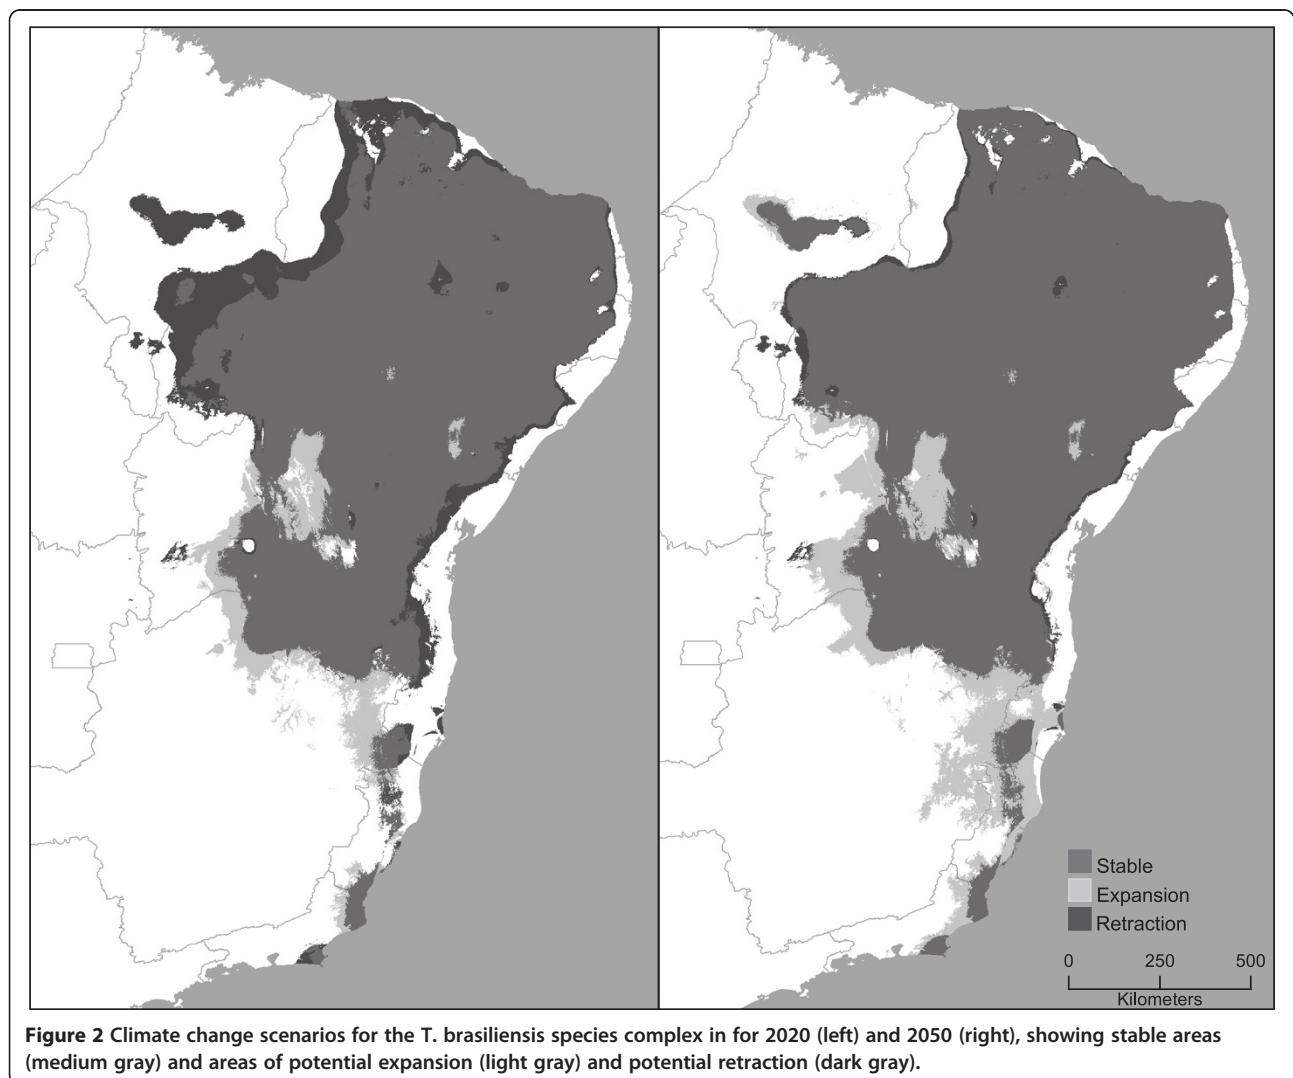 Stable
Expansion
Retraction
0 250 500
Kilometers
Figure 2 Climate change scenarios for the T. brasiliensis species complex in for 2020 (left) and 2050 (right), showing stable areas
(medium gray) and areas of potential expansion (light gray) and potential retraction (dark gray).